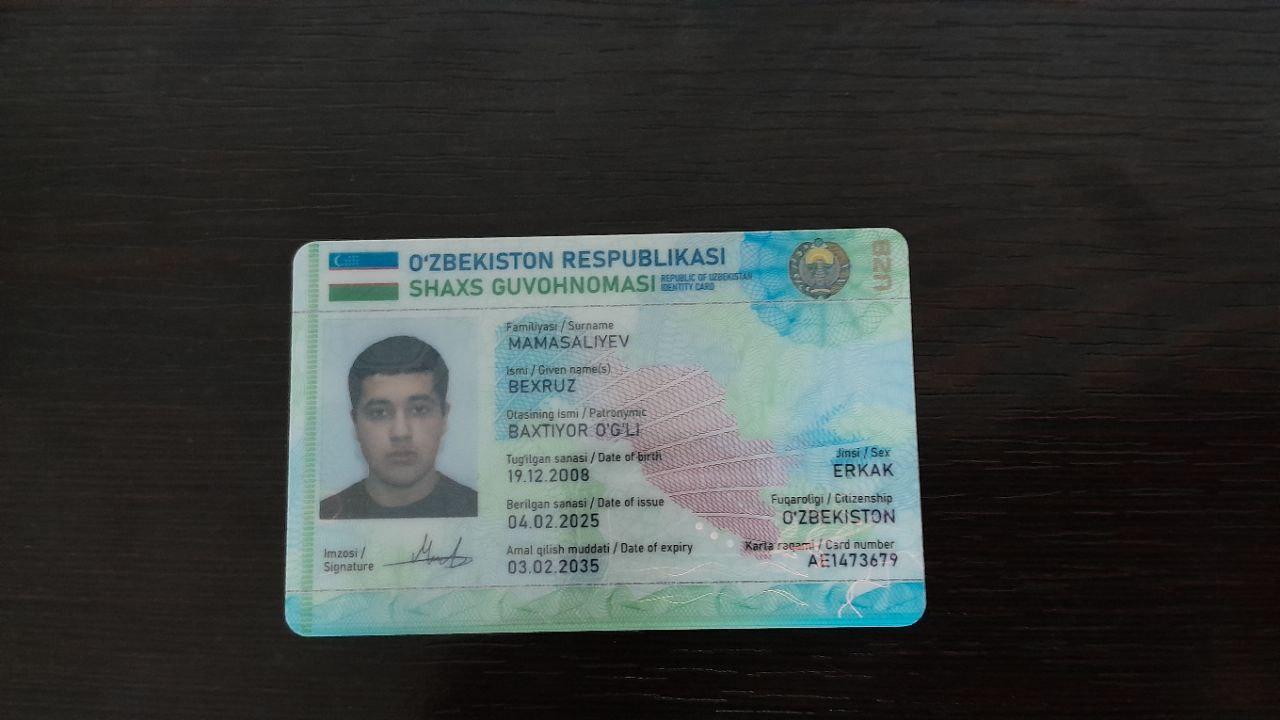 O‘ZBEKISTON RESPUBLIKASI
SHAXS GUVOHNOMASI
REPUBLIC OF UZBEKISTAN
IDENTITY CARD
UZB
Familiyasi / Surname
MAMASALIYEV
Ismi / Given name(s)
BEXRUZ
Otasining ismi / Patronymic
BAXTIYOR O‘G‘LI
Tug‘ilgan sanasi / Date of birth
19.12.2008
Jinsi / Sex
ERKAK
Berilgan sanasi / Date of issue
04.02.2025
Fuqaroligi / Citizenship
O‘ZBEKISTON
Amal qilish muddati / Date of expiry
03.02.2035
Karta raqami / Card number
AE1473679
Imzosi /
Signature